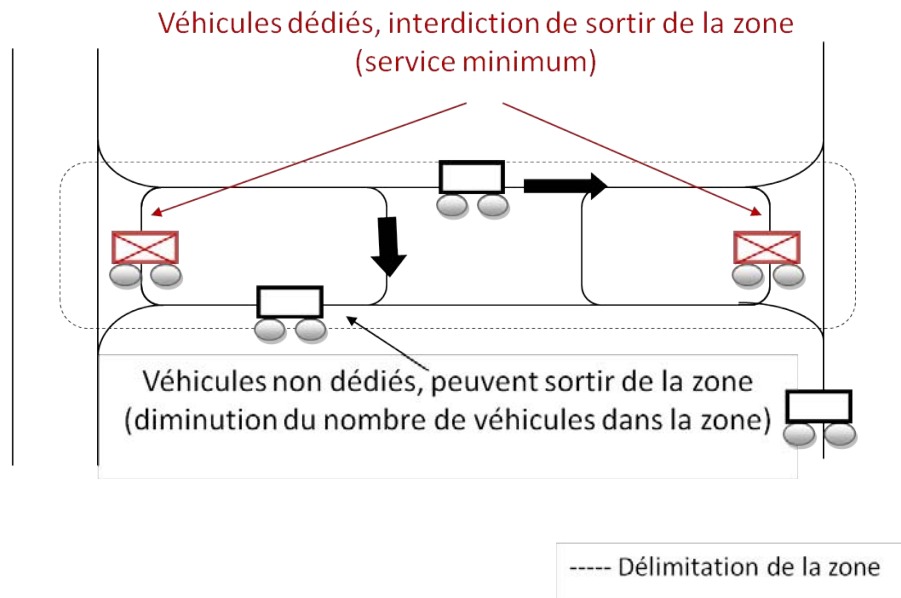 Véhicules dédiés, interdiction de sortir de la zone
(service minimum)
Véhicules non dédiés, peuvent sortir de la zone
(diminution du nombre de véhicules dans la zone)
----- Délimitation de la zone